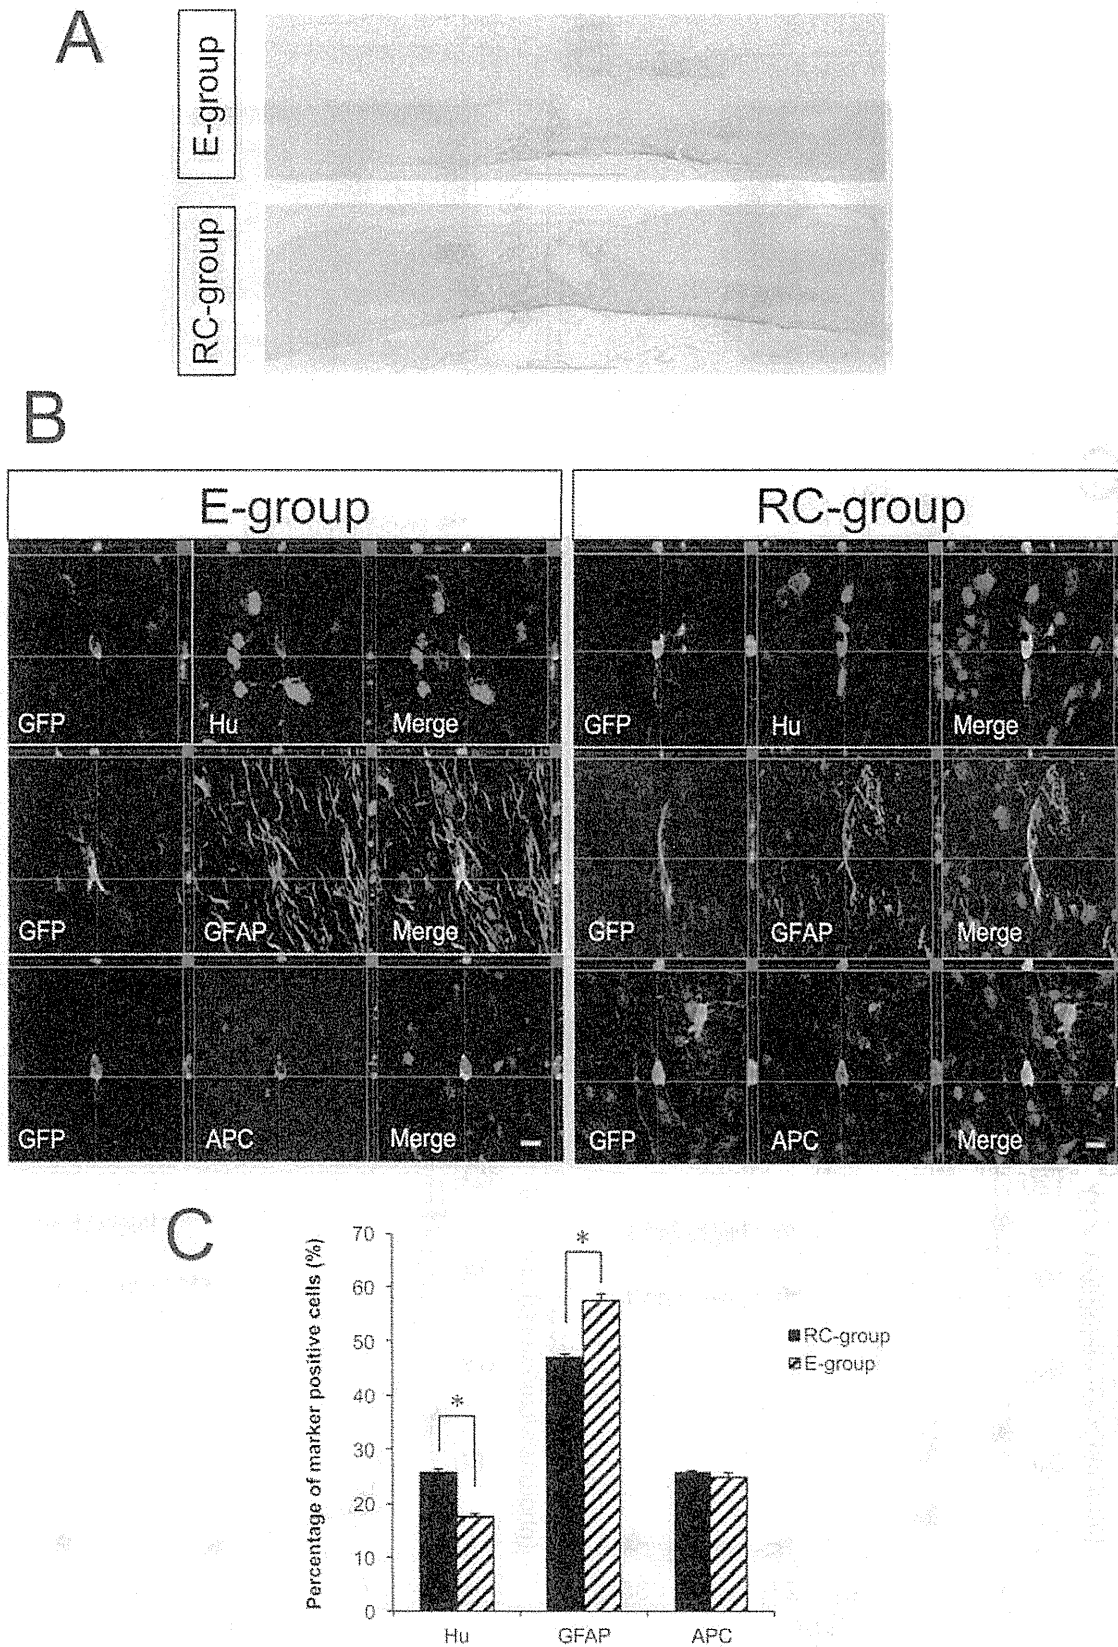 A
E-group
RC-group
B
E-group
RC-group
GFP
Hu
Merge
GFP
Hu
Merge
GFP
GFAP
Merge
GFP
GFAP
Merge
GFP
APC
Merge
GFP
APC
Merge
C
Percentage of marker positive cells (%)
70
60
50
40
30
20
10
0
*
*
RC-group
E-group
Hu
GFAP
APC